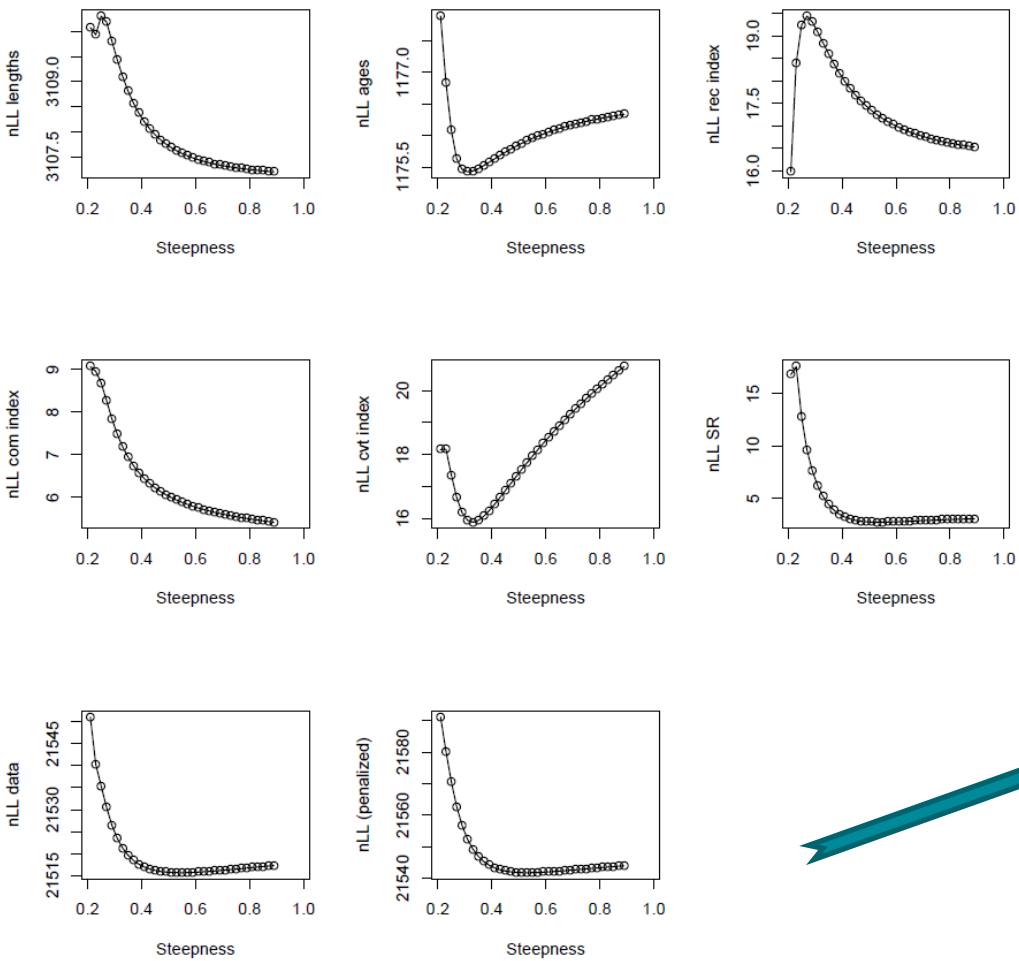 nLL lengths
3107.5 3109.0
0.2 0.4 0.6 0.8 1.0
Steepness
nLL ages
1175.5 1177.0
0.2 0.4 0.6 0.8 1.0
Steepness
nLL rec index
16.0 17.5 19.0
0.2 0.4 0.6 0.8 1.0
Steepness
nLL com index
6 7 8 9
0.2 0.4 0.6 0.8 1.0
Steepness
nLL cvt index
16 18 20
0.2 0.4 0.6 0.8 1.0
Steepness
nLL SR
5 10 15
0.2 0.4 0.6 0.8 1.0
Steepness
nLL data
21515 21530 21545
0.2 0.4 0.6 0.8 1.0
Steepness
nLL (penalized)
21540 21560 21580
0.2 0.4 0.6 0.8 1.0
Steepness